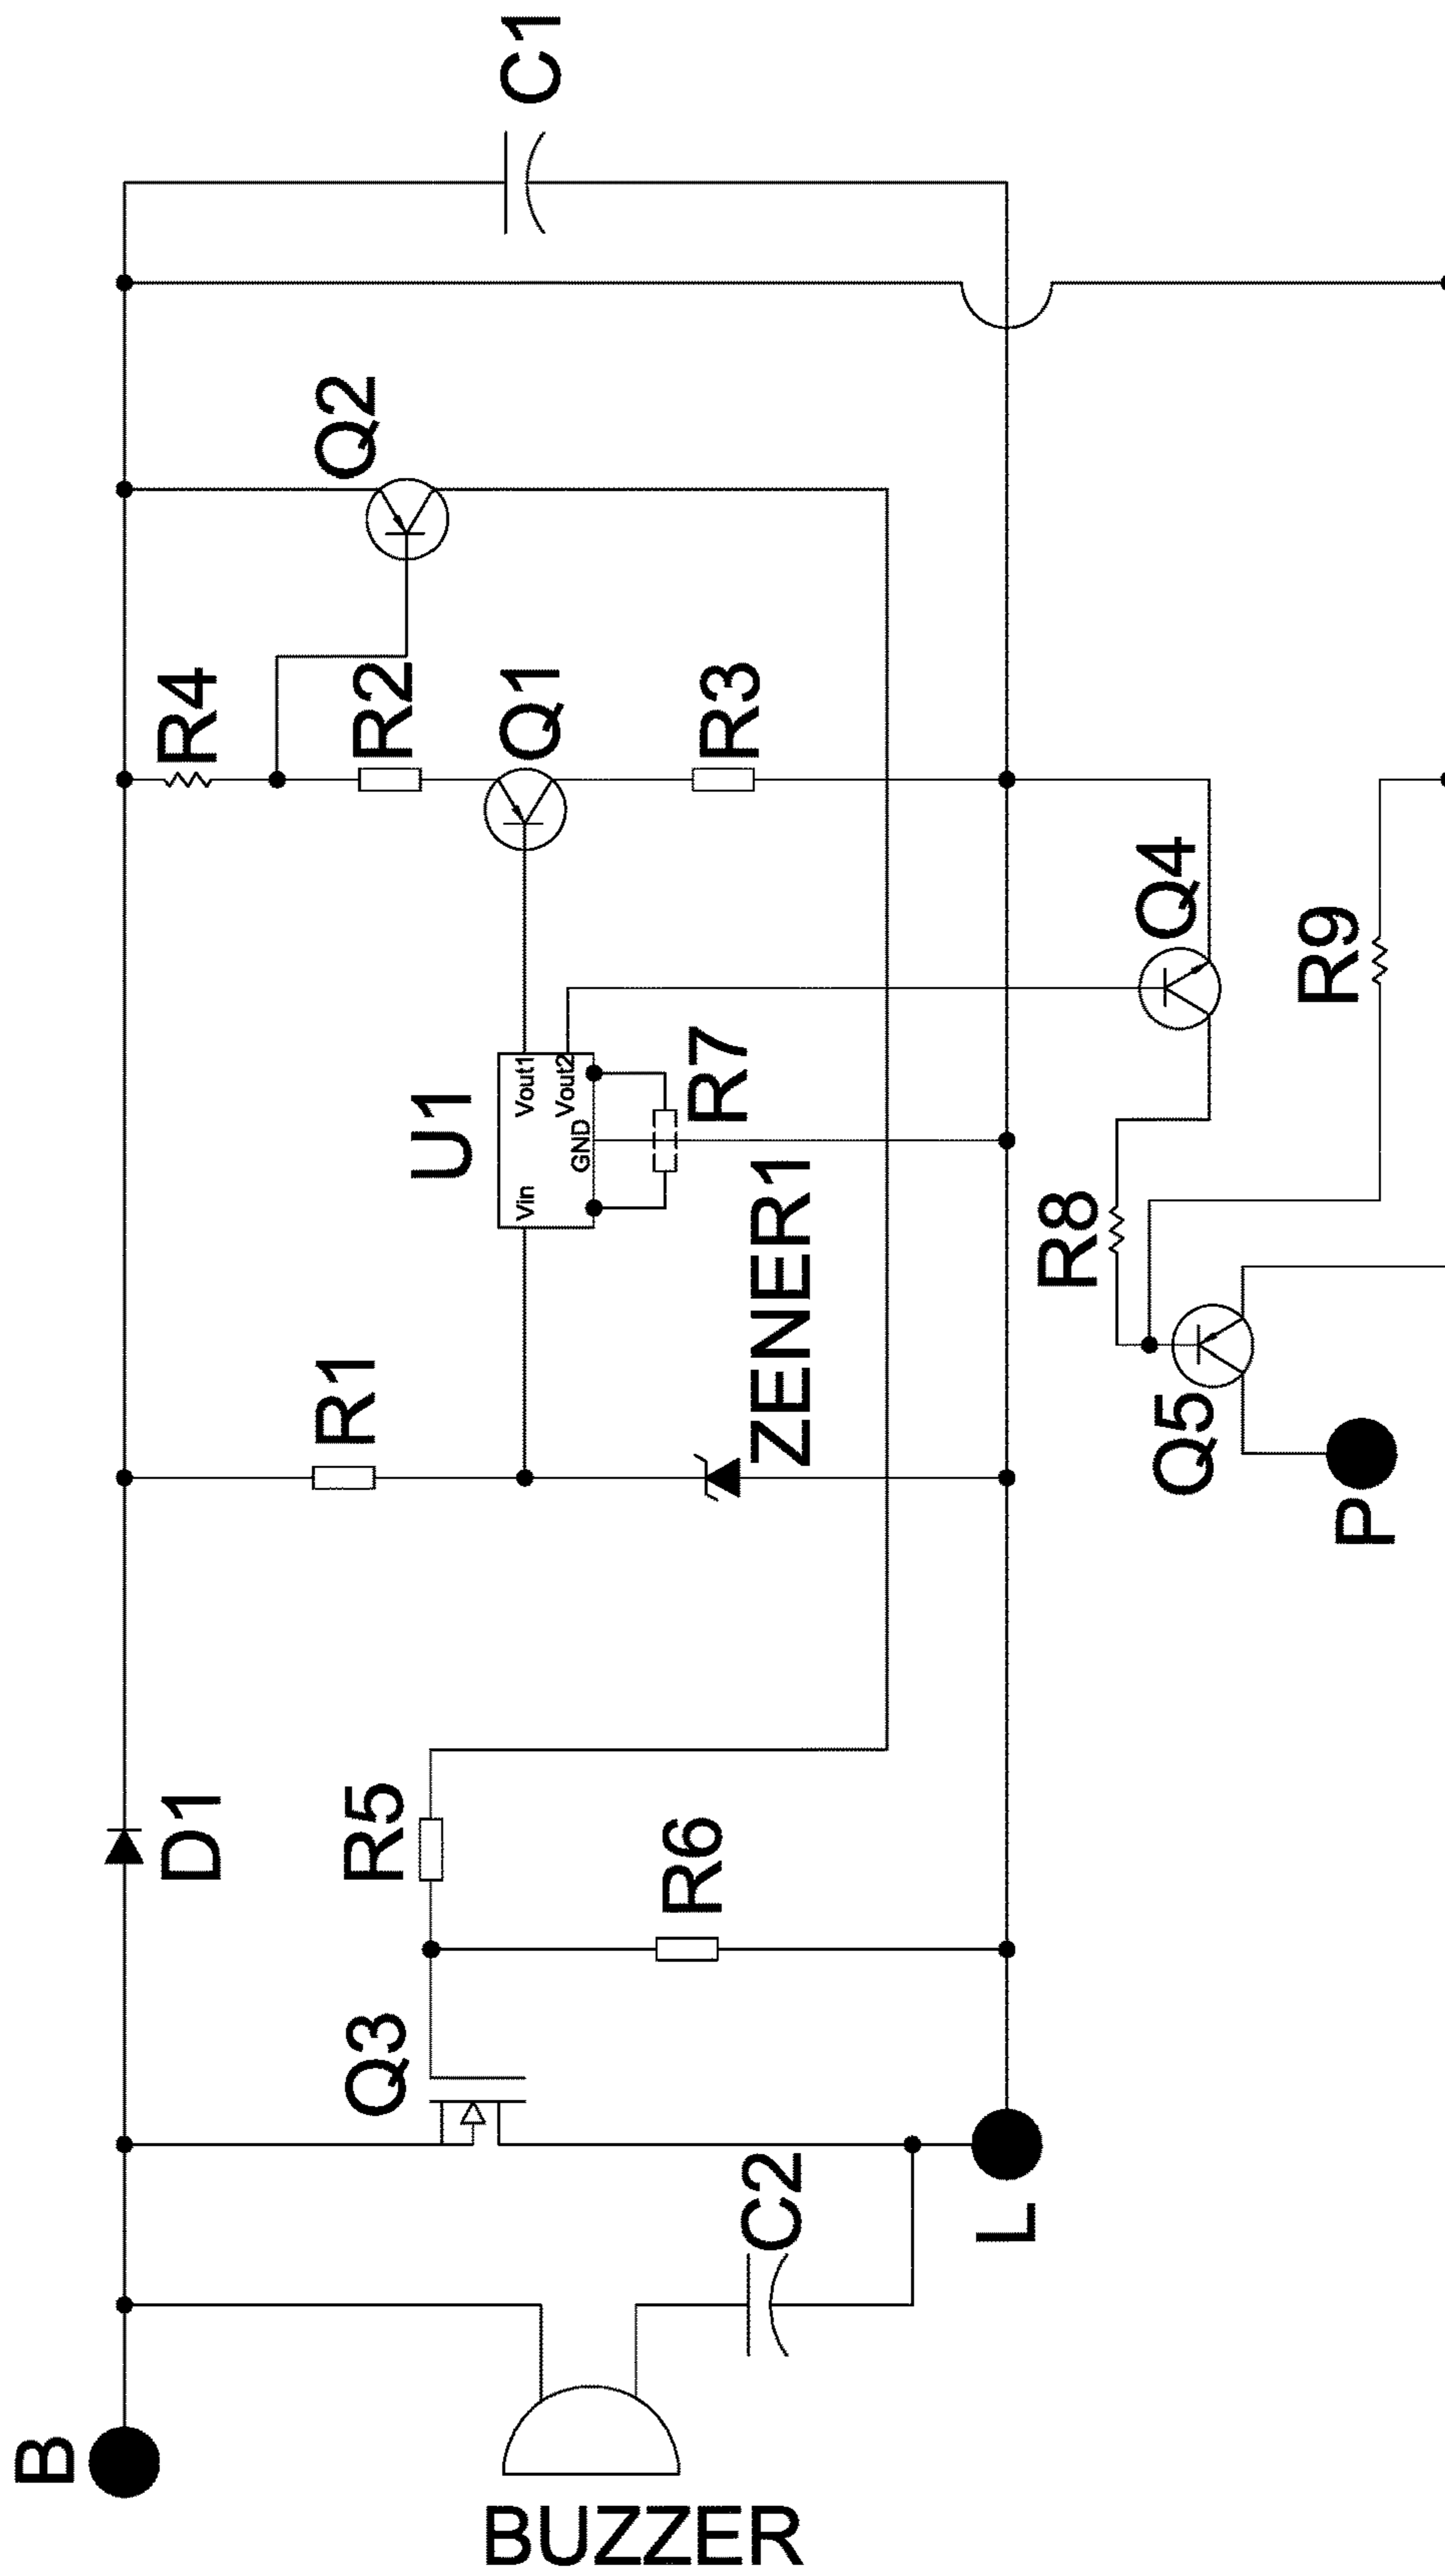 B
D1
R4
Q2
C1
R1
R2
Q1
U1
Vin
Vout1
Vout2
GND
R3
R7
ZENER1
Q3
R5
R6
BUZZER
C2
L
Q4
R8
R9
Q5
P